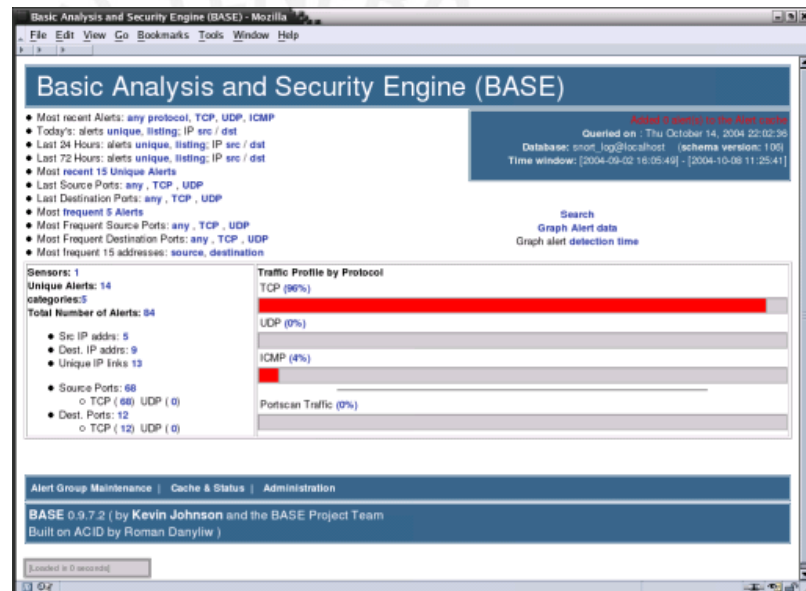 Basic Analysis and Security Engine (BASE) - Mozilla
File Edit View Go Bookmarks Tools Window Help
Basic Analysis and Security Engine (BASE)
Most recent Alerts: any protocol, TCP, UDP, ICMP
Today's: alerts unique, listing; IP src / dst
Last 24 Hours: alerts unique, listing; IP src / dst
Last 72 Hours: alerts unique, listing; IP src / dst
Most recent 15 Unique Alerts
Last Source Ports: any , TCP , UDP
Last Destination Ports: any , TCP , UDP
Most frequent 5 Alerts
Most Frequent Source Ports: any , TCP , UDP
Most Frequent Destination Ports: any , TCP , UDP
Most frequent 15 addresses: source, destination
Added 0 alert(s) to the Alert cache
Queried on : Thu October 14, 2004 22:02:36
Database: snort_log@localhost (schema version: 106)
Time window: [2004-09-02 16:05:49] - [2004-10-08 11:25:41]
Search
Graph Alert data
Graph alert detection time
Sensors: 1
Unique Alerts: 14
categories:5
Total Number of Alerts: 84
Src IP addrs: 5
Dest. IP addrs: 9
Unique IP links 13
Source Ports: 68
TCP ( 68) UDP ( 0)
Dest. Ports: 12
TCP ( 12) UDP ( 0)
Traffic Profile by Protocol
TCP (96%)
UDP (0%)
ICMP (4%)
Portscan Traffic (0%)
Alert Group Maintenance | Cache & Status | Administration
BASE 0.9.7.2 ( by Kevin Johnson and the BASE Project Team
Built on ACID by Roman Danyliw )
[Loaded in 0 seconds]